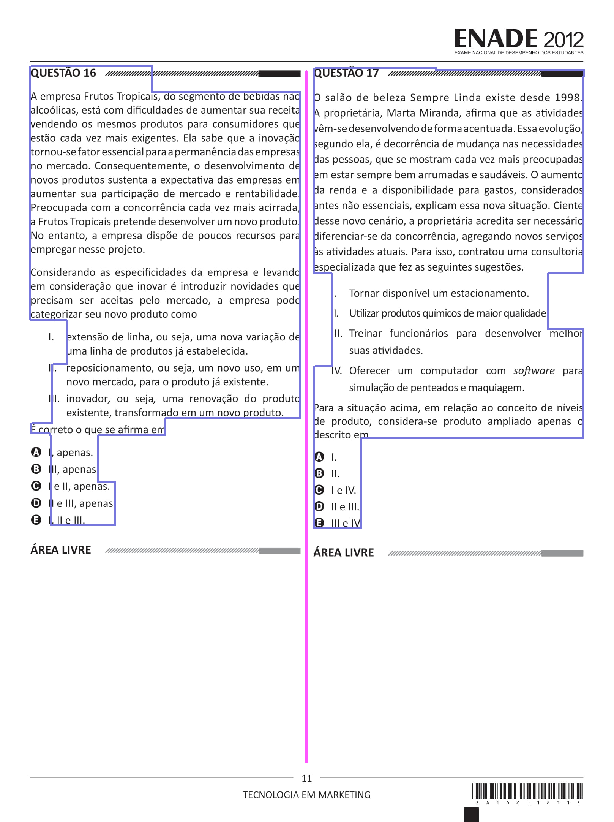 ENADE 2012
EXAME NACIONAL DE DESEMPENHO DOS ESTUDANTES
QUESTÃO 16
A empresa Frutos Tropicais, do segmento de bebidas não
alcoólicas, está com dificuldades de aumentar sua receita
vendendo os mesmos produtos para consumidores que
estão cada vez mais exigentes. Ela sabe que a inovação
tornou-se fator essencial para a permanência das empresas
no mercado. Consequentemente, o desenvolvimento de
novos produtos sustenta a expectativa das empresas em
aumentar sua participação de mercado e rentabilidade.
Preocupada com a concorrência cada vez mais acirrada,
a Frutos Tropicais pretende desenvolver um novo produto.
No entanto, a empresa dispõe de poucos recursos para
empregar nesse projeto.
Considerando as especificidades da empresa e levando
em consideração que inovar é introduzir novidades que
precisam ser aceitas pelo mercado, a empresa pode
categorizar seu novo produto como
I. extensão de linha, ou seja, uma nova variação de
uma linha de produtos já estabelecida.
II. reposicionamento, ou seja, um novo uso, em um
novo mercado, para o produto já existente.
III. inovador, ou seja, uma renovação do produto
existente, transformado em um novo produto.
É correto o que se afirma em
A I, apenas.
B III, apenas.
C I e II, apenas.
D II e III, apenas.
E I, II e III.
ÁREA LIVRE
QUESTÃO 17
O salão de beleza Sempre Linda existe desde 1998.
A proprietária, Marta Miranda, afirma que as atividades
vêm-se desenvolvendo de forma acentuada. Essa evolução,
segundo ela, é decorrência de mudança nas necessidades
das pessoas, que se mostram cada vez mais preocupadas
em estar sempre bem arrumadas e saudáveis. O aumento
da renda e a disponibilidade para gastos, considerados
antes não essenciais, explicam essa nova situação. Ciente
desse novo cenário, a proprietária acredita ser necessário
diferenciar-se da concorrência, agregando novos serviços
às atividades atuais. Para isso, contratou uma consultoria
especializada que fez as seguintes sugestões.
I. Tornar disponível um estacionamento.
II. Utilizar produtos químicos de maior qualidade.
III. Treinar funcionários para desenvolver melhor
suas atividades.
IV. Oferecer um computador com software para
simulação de penteados e maquiagem.
Para a situação acima, em relação ao conceito de níveis
de produto, considera-se produto ampliado apenas o
descrito em
A I.
B II.
C I e IV.
D II e III.
E III e IV.
ÁREA LIVRE
11
TECNOLOGIA EM MARKETING